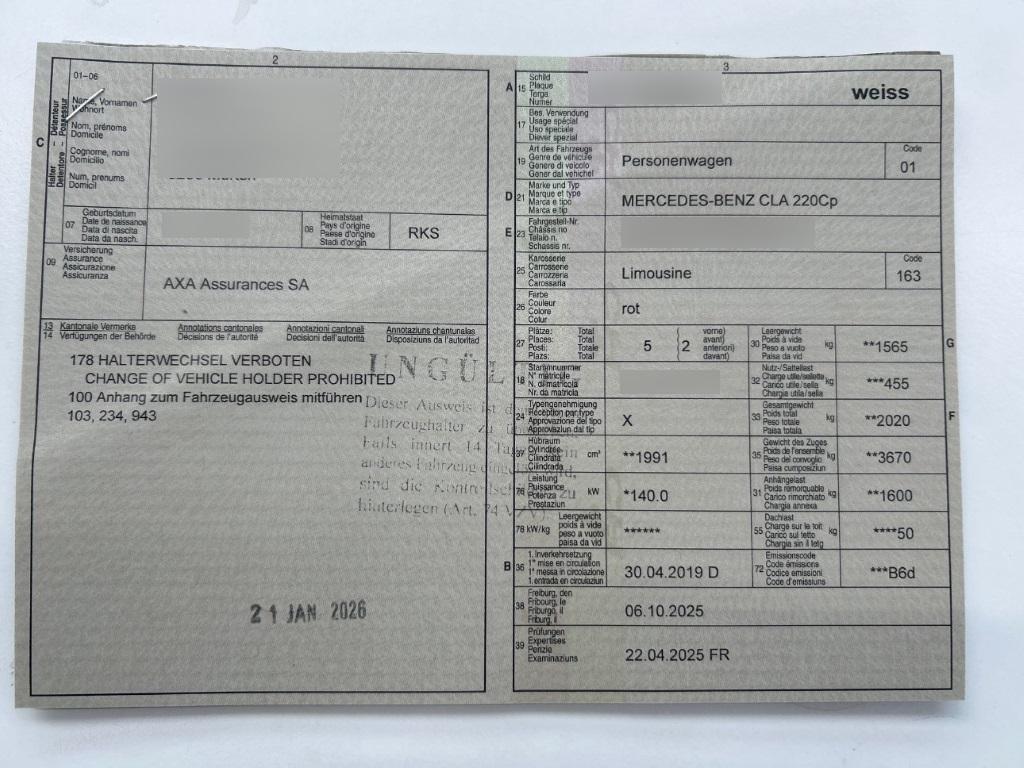 2
01–06
Name, Vornamen
Wohnort
Nom, prénoms
Domicile
Cognome, nomi
Domicilio
Num, prenums
Domicil
C
Halter – Détenteur
Detentore – Possessur
07
Geburtsdatum
Date de naissance
Data di nascita
Data da nasch.
08
Heimatstaat
Pays d'origine
Paese d'origine
Stadi d'origin
RKS
09
Versicherung
Assurance
Assicurazione
Assicuranza
AXA Assurances SA
13 Kantonale Vermerke Annotations cantonales Annotazioni cantonali Annotaziuns chantunalas
14 Verfügungen der Behörde Décisions de l'autorité Decisioni dell'autorità Disposiziuns da l'autoritad
178 HALTERWECHSEL VERBOTEN
CHANGE OF VEHICLE HOLDER PROHIBITED
100 Anhang zum Fahrzeugausweis mitführen
103, 234, 943
UNGÜL
Dieser Ausweis ist
Fahrzeughalter zu
Falls innert 14 Tagen ein
anderes Fahrzeug wird,
sind die zu
hinterlegen (Art. 74 VZV).
21 JAN. 2026
3
A 15
Schild
Plaque
Targa
Numer
weiss
17
Bes. Verwendung
Usage spécial
Uso speciale
Diever spezial
19
Art des Fahrzeugs
Genre de véhicule
Genere di veicolo
Gener dal vehichel
Personenwagen
Code
01
D 21
Marke und Typ
Marque et type
Marca e tipo
Marca e tip
MERCEDES-BENZ CLA 220Cp
E 23
Fahrgestell-Nr.
Châssis no
Telaio n.
Schassis nr.
25
Karosserie
Carrosserie
Carrozzeria
Carossaria
Limousine
Code
163
26
Farbe
Couleur
Colore
Colur
rot
27
Plätze: Total
Places: Total
Posti: Totale
Plazs: Total
5
(2
vorne)
avant)
anteriori)
davant)
30
Leergewicht
Poids à vide
Peso a vuoto
Paisa da vid
kg
**1565
G
18
Stammnummer
N° matricule
N. di matricola
Nr. da matricla
32
Nutz-/Sattellast
Charge utile/sellette
Carico utile/sella
Chargia utila/sella
kg
***455
24
Typengenehmigung
Réception par type
Approvazione del tipo
Approvaziun dal tip
X
33
Gesamtgewicht
Poids total
Peso totale
Paisa totala
kg
**2020
F
37
Hubraum
Cylindrée
Cilindrata
Cilindrada
cm³
**1991
35
Gewicht des Zuges
Poids de l'ensemble
Peso del convoglio
Paisa cumposiziun
kg
**3670
76
Leistung
Puissance
Potenza
Prestaziun
kW
*140.0
31
Anhängelast
Poids remorquable
Carico rimorchiato
Chargia annexa
kg
**1600
78 kW/kg
Leergewicht
poids à vide
peso a vuoto
paisa da vid
******
55
Dachlast
Charge sur le toit
Carico sul tetto
Chargia sin il tetg
kg
****50
B 36
1. Inverkehrsetzung
1re mise en circulation
1a messa in circolazione
1. entrada en circulaziun
30.04.2019 D
72
Emissionscode
Code émissions
Codice emissioni
Code d'emissiuns
***B6d
38
Freiburg, den
Fribourg, le
Friburgo, il
Friburg, il
06.10.2025
39
Prüfungen
Expertises
Perizie
Examinaziuns
22.04.2025 FR